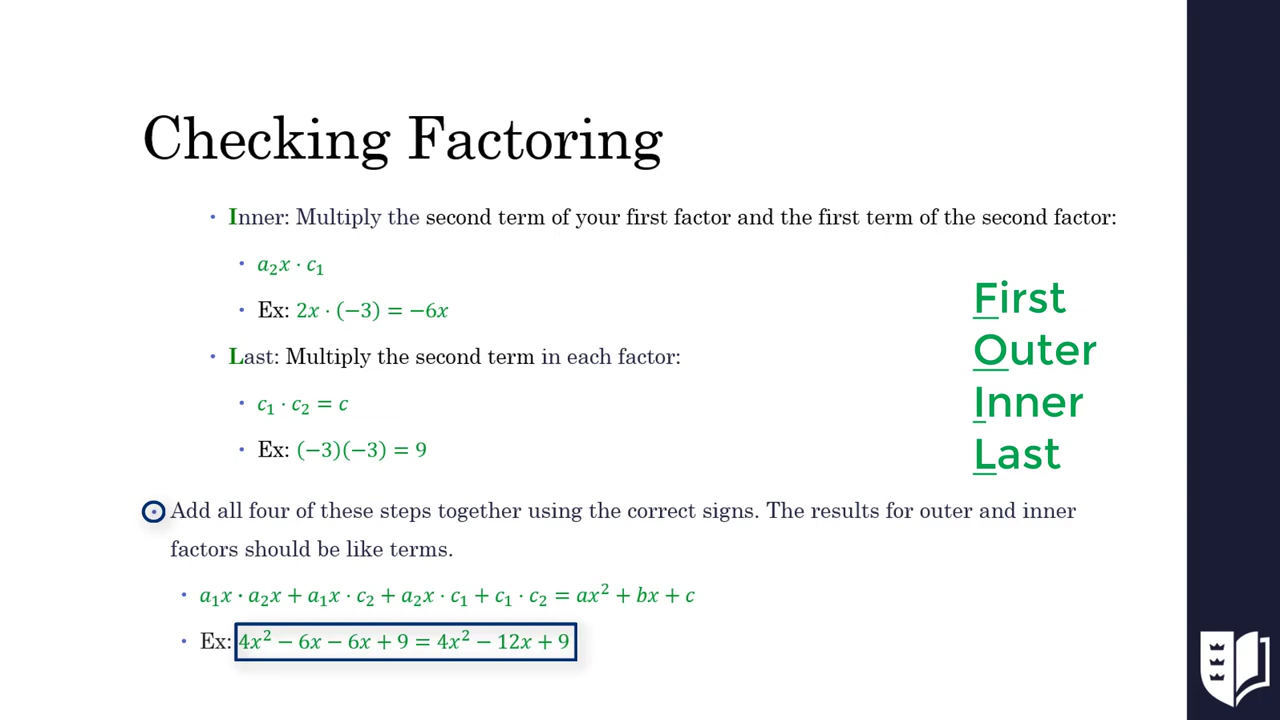 Checking Factoring
• Inner: Multiply the second term of your first factor and the first term of the second factor:
• a₂x · c₁
• Ex: 2x · (−3) = −6x
• Last: Multiply the second term in each factor:
• c₁ · c₂ = c
• Ex: (−3)(−3) = 9
First
Outer
Inner
Last
• Add all four of these steps together using the correct signs. The results for outer and inner
factors should be like terms.
• a₁x · a₂x + a₁x · c₂ + a₂x · c₁ + c₁ · c₂ = ax² + bx + c
• Ex: 4x² − 6x − 6x + 9 = 4x² − 12x + 9